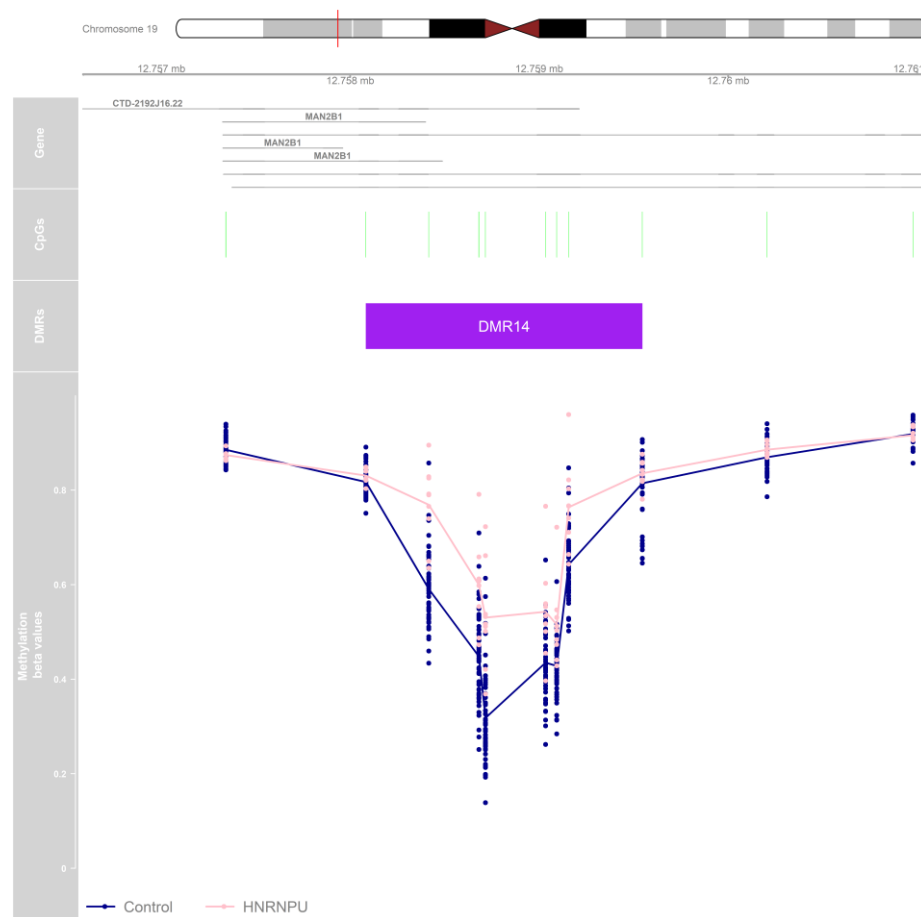 Chromosome 19
12.757 mb
12.758 mb
12.759 mb
12.76 mb
12.761
Gene
CTD-2192J16.22
MAN2B1
MAN2B1
MAN2B1
CpGs
DMRs
DMR14
Methylation
beta values
0.8
0.6
0.4
0.2
0
Control
HNRNPU